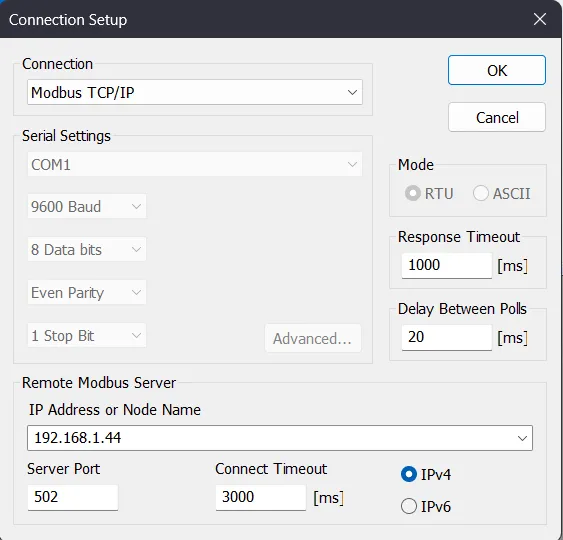 Connection Setup
Connection
OK
Modbus TCP/IP
Cancel
Serial Settings
COM1
Mode
RTU ASCII
9600 Baud
Response Timeout
8 Data bits
1000 [ms]
Even Parity
Delay Between Polls
1 Stop Bit
Advanced...
20 [ms]
Remote Modbus Server
IP Address or Node Name
192.168.1.44
Server Port
Connect Timeout
IPv4
502
3000 [ms]
IPv6